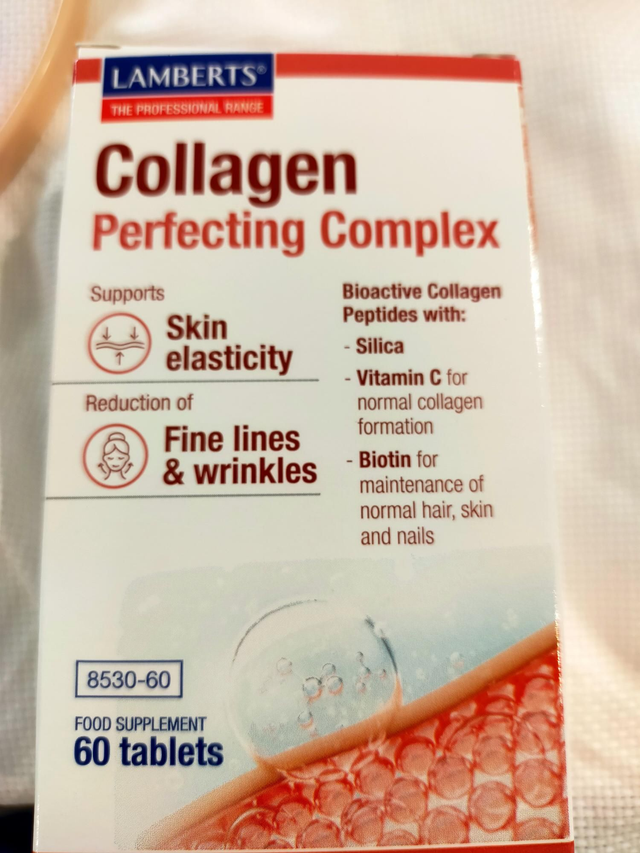 LAMBERTS®
THE PROFESSIONAL RANGE
Collagen
Perfecting Complex
Supports
Skin
elasticity
Reduction of
Fine lines
& wrinkles
Bioactive Collagen
Peptides with:
- Silica
- Vitamin C for
normal collagen
formation
- Biotin for
maintenance of
normal hair, skin
and nails
8530-60
FOOD SUPPLEMENT
60 tablets